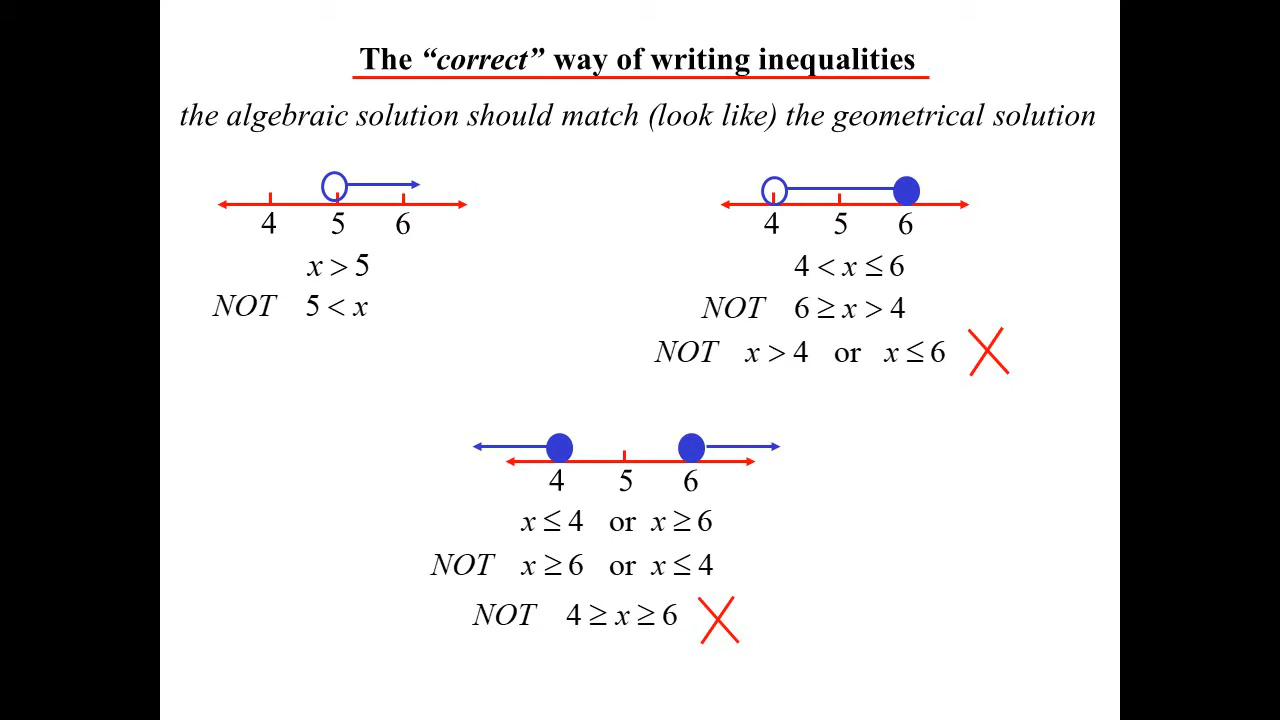 The “correct” way of writing inequalities
the algebraic solution should match (look like) the geometrical solution
4 5 6
x > 5
NOT 5 < x
4 5 6
4 < x ≤ 6
NOT 6 ≥ x > 4
NOT x > 4 or x ≤ 6
4 5 6
x ≤ 4 or x ≥ 6
NOT x ≥ 6 or x ≤ 4
NOT 4 ≥ x ≥ 6